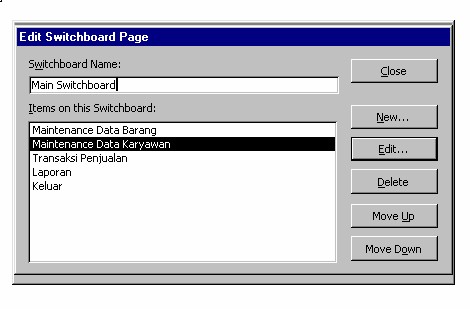 Edit Switchboard Page
Switchboard Name:
Main Switchboard
Items on this Switchboard:
Maintenance Data Barang
Maintenance Data Karyawan
Transaksi Penjualan
Laporan
Keluar
Close
New...
Edit...
Delete
Move Up
Move Down